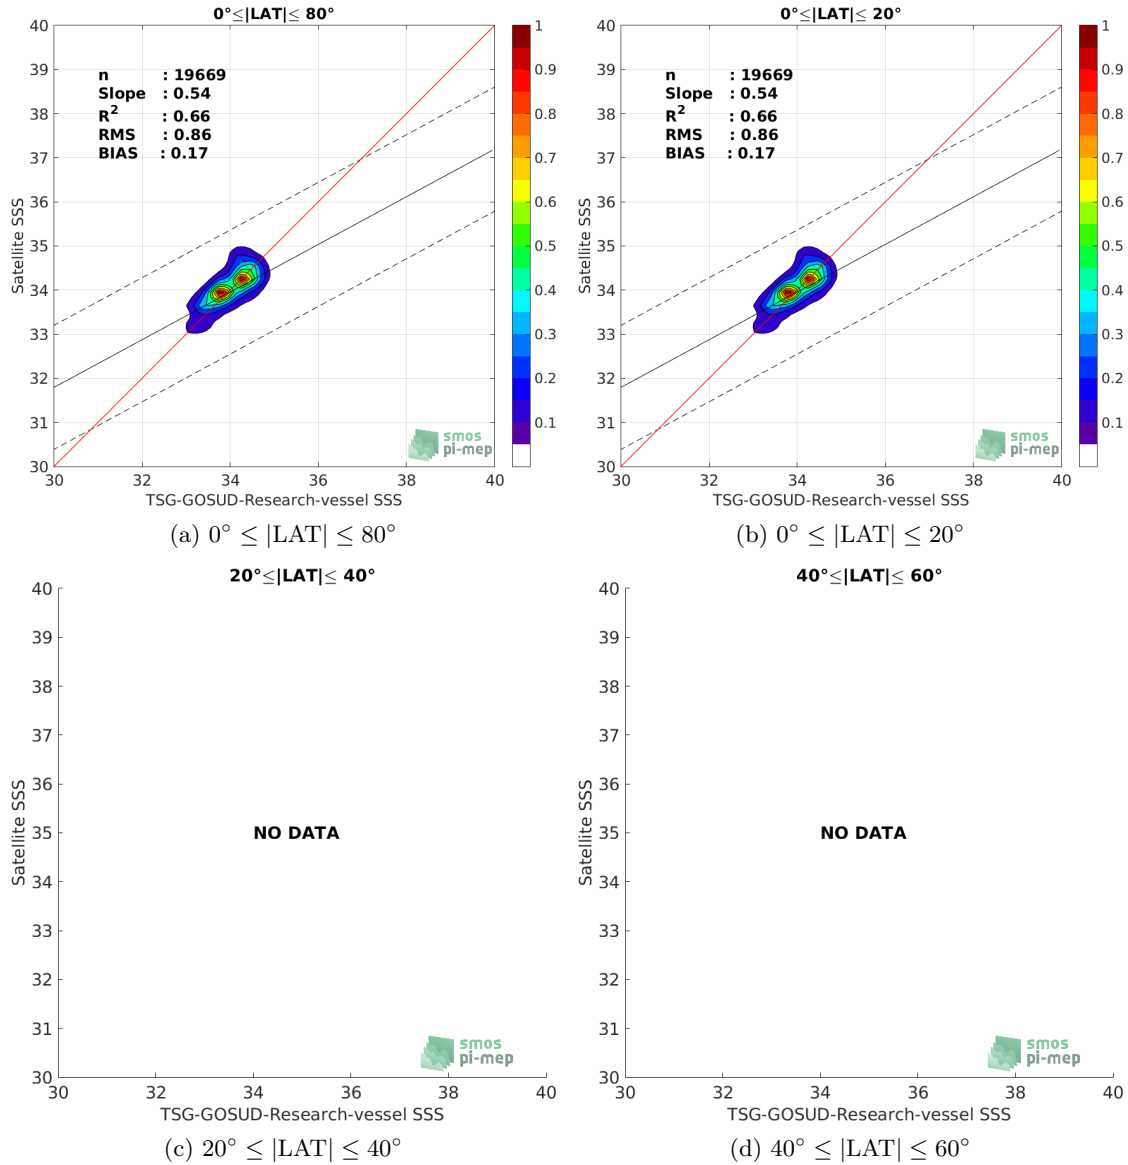 0°≤|LAT|≤ 80°
40
39
38
37
36
35
34
33
32
31
30
Satellite SSS
n : 19669
Slope : 0.54
R² : 0.66
RMS : 0.86
BIAS : 0.17
smos
pi-mep
30 32 34 36 38 40
TSG-GOSUD-Research-vessel SSS
1
0.9
0.8
0.7
0.6
0.5
0.4
0.3
0.2
0.1
(a) 0° ≤ |LAT| ≤ 80°
0°≤|LAT|≤ 20°
40
39
38
37
36
35
34
33
32
31
30
Satellite SSS
n : 19669
Slope : 0.54
R² : 0.66
RMS : 0.86
BIAS : 0.17
smos
pi-mep
30 32 34 36 38 40
TSG-GOSUD-Research-vessel SSS
1
0.9
0.8
0.7
0.6
0.5
0.4
0.3
0.2
0.1
(b) 0° ≤ |LAT| ≤ 20°
20°≤|LAT|≤ 40°
40
39
38
37
36
35
34
33
32
31
30
Satellite SSS
NO DATA
smos
pi-mep
30 32 34 36 38 40
TSG-GOSUD-Research-vessel SSS
(c) 20° ≤ |LAT| ≤ 40°
40°≤|LAT|≤ 60°
40
39
38
37
36
35
34
33
32
31
30
Satellite SSS
NO DATA
smos
pi-mep
30 32 34 36 38 40
TSG-GOSUD-Research-vessel SSS
(d) 40° ≤ |LAT| ≤ 60°